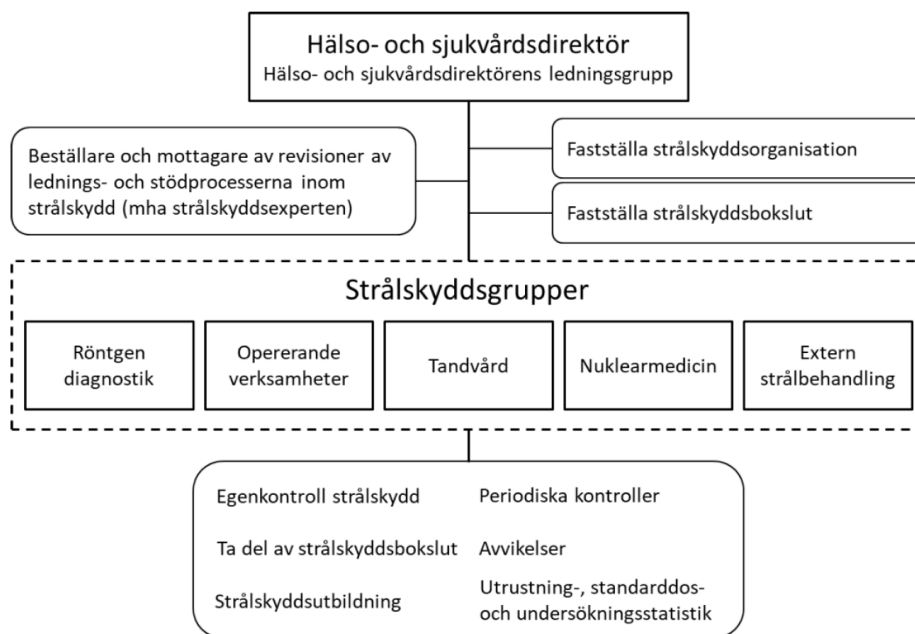 Hälso- och sjukvårdsdirektör
Hälso- och sjukvårdsdirektörens ledningsgrupp
Beställare och mottagare av revisioner av
lednings- och stödprocesserna inom
strålskydd (mha strålskyddsexperten)
Fastställa strålskyddsorganisation
Fastställa strålskyddsbokslut
Strålskyddsgrupper
Röntgen
diagnostik
Opererande
verksamheter
Tandvård
Nuklearmedicin
Extern
strålbehandling
Egenkontroll strålskydd
Periodiska kontroller
Ta del av strålskyddsbokslut
Avvikelser
Strålskyddsutbildning
Utrustning-, standarddos-
och undersökningsstatistik